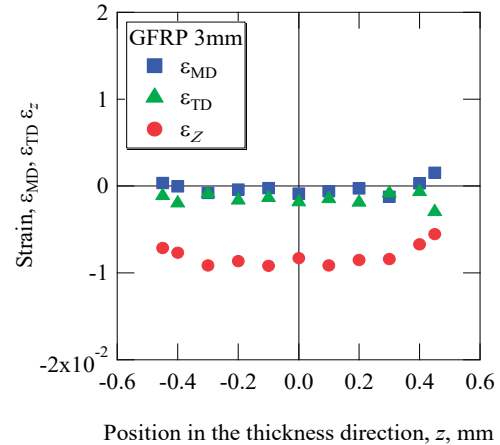 GFRP 3mm
εMD
εTD
εZ
2
1
0
-1
-2x10-2
-0.6 -0.4 -0.2 0.0 0.2 0.4 0.6
Strain, εMD, εTD εz
Position in the thickness direction, z, mm